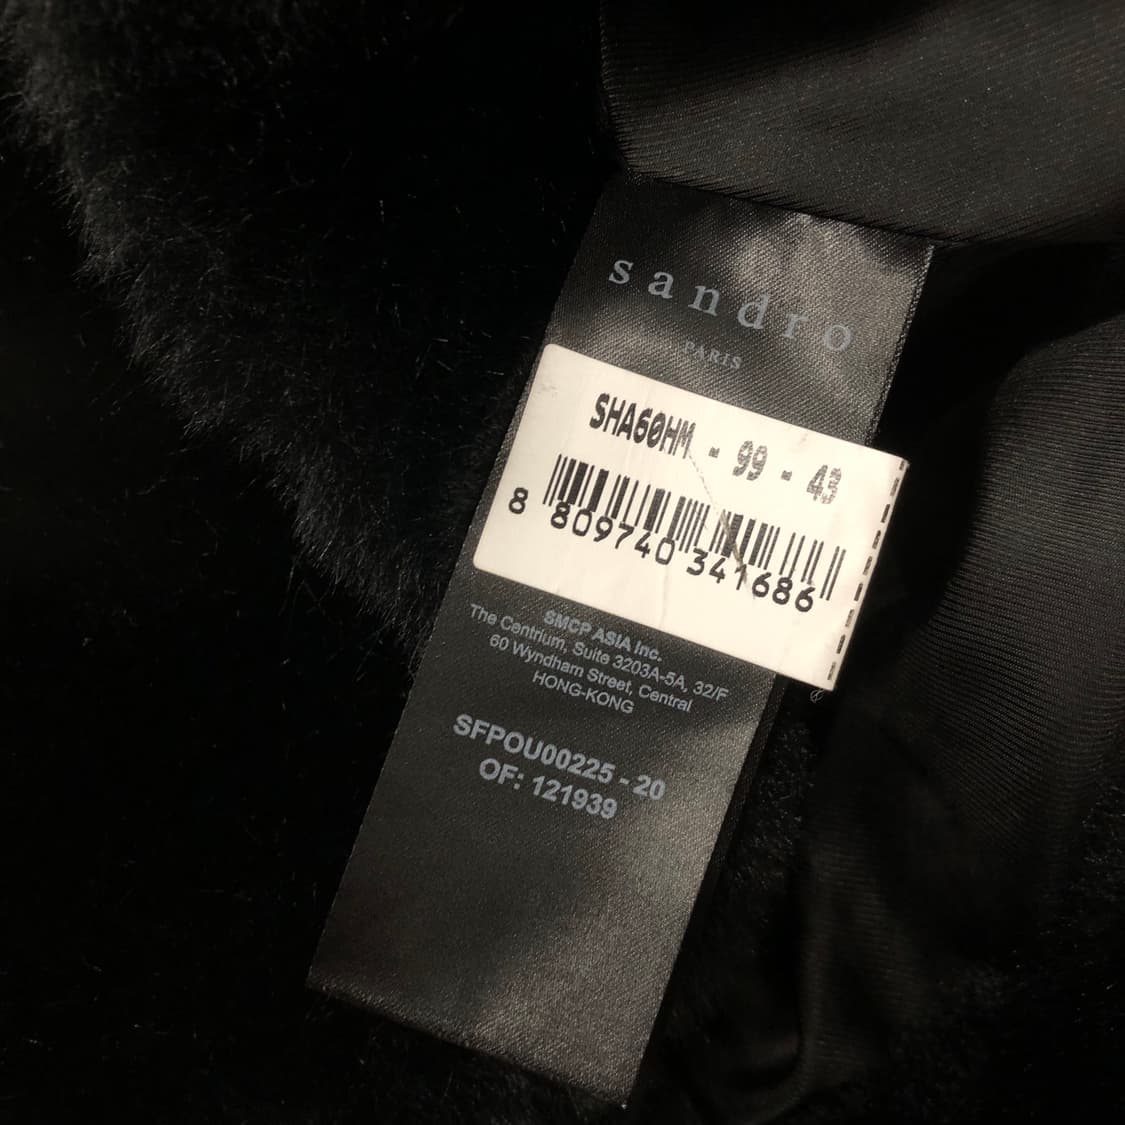 sandro
PARIS
SHA60HM - 99 - 43
8 809740 341686
SMCP ASIA Inc.
The Centrium, Suite 3203A-5A, 32/F
60 Wyndham Street, Central
HONG-KONG
SFPOU00225 - 20
OF: 121939